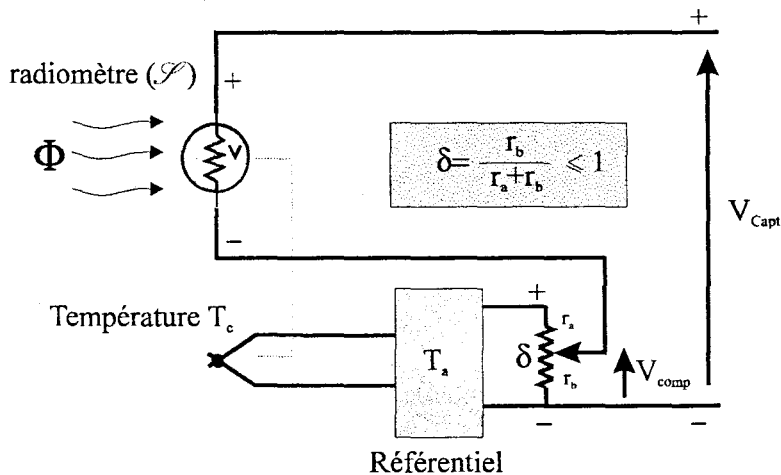 +
radiomètre (𝒮)
+
Φ
V
δ= r_b / (r_a+r_b) ⩽ 1
V_Capt
−
Température T_c
+
r_a
T_a
δ
r_b
V_comp
−
−
Référentiel